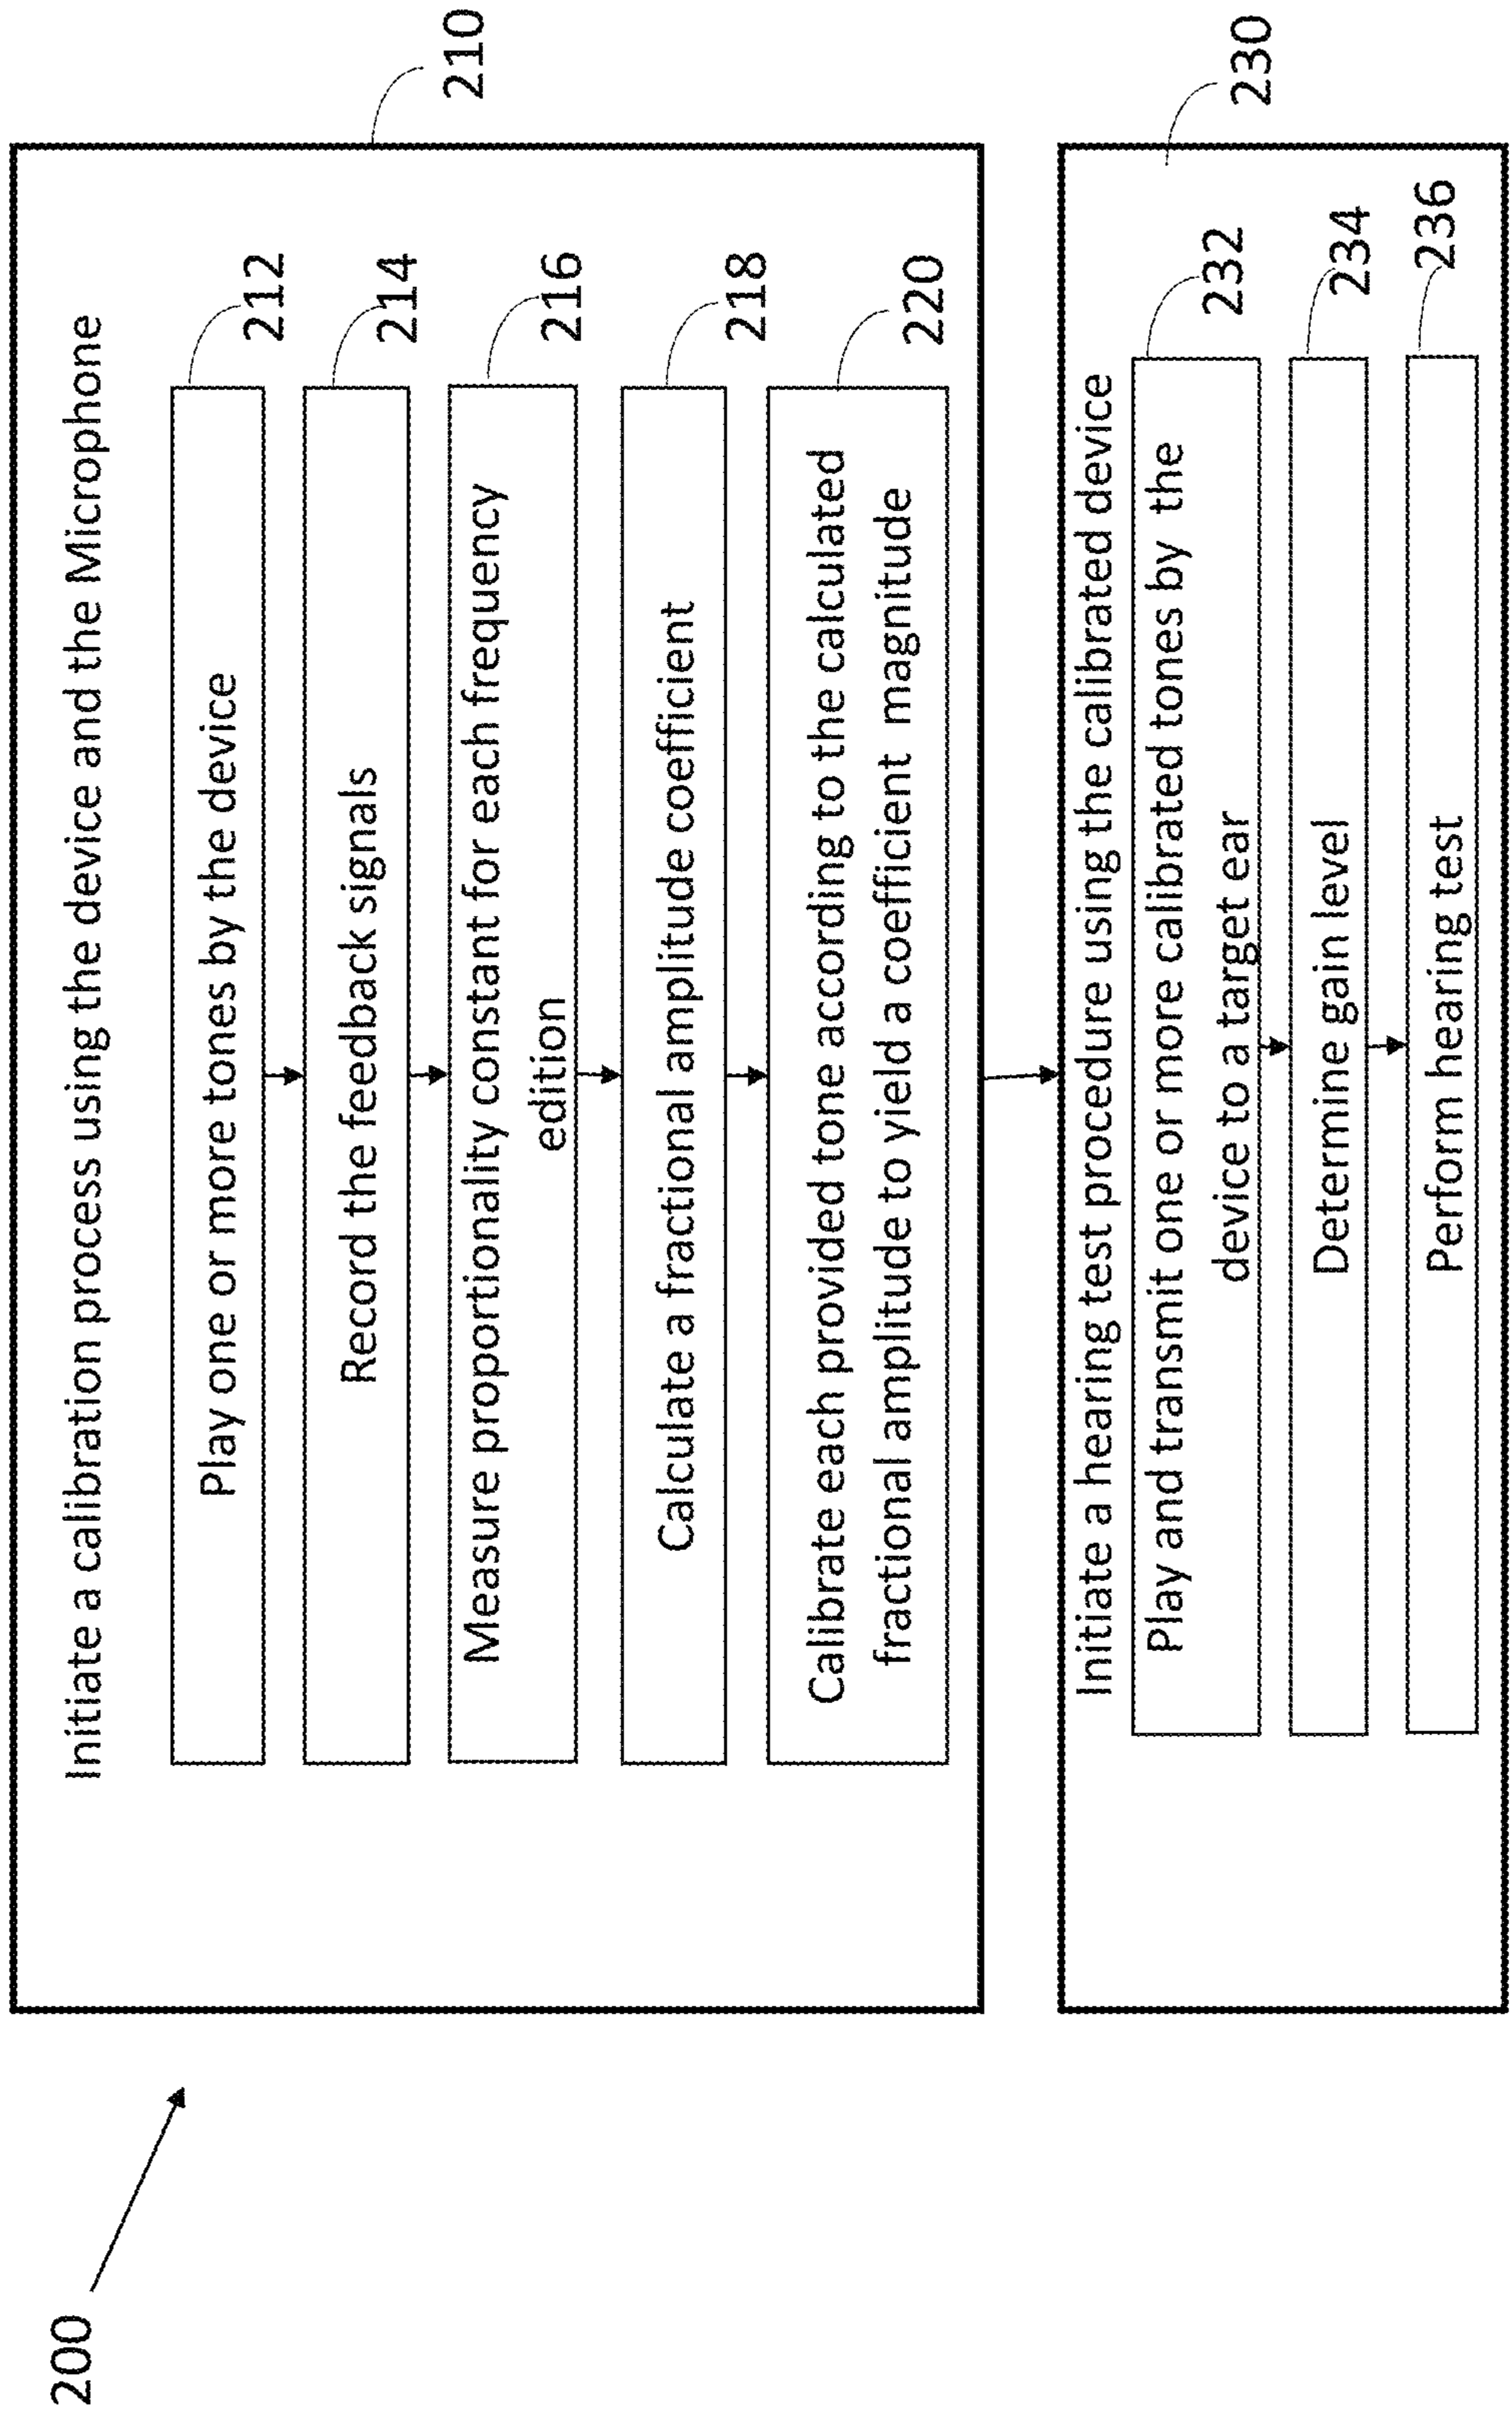 200
Initiate a calibration process using the device and the Microphone
210
Play one or more tones by the device
212
Record the feedback signals
214
Measure proportionality constant for each frequency
edition
216
Calculate a fractional amplitude coefficient
218
Calibrate each provided tone according to the calculated
fractional amplitude to yield a coefficient magnitude
220
Initiate a hearing test procedure using the calibrated device
230
Play and transmit one or more calibrated tones by the
device to a target ear
232
Determine gain level
234
Perform hearing test
236